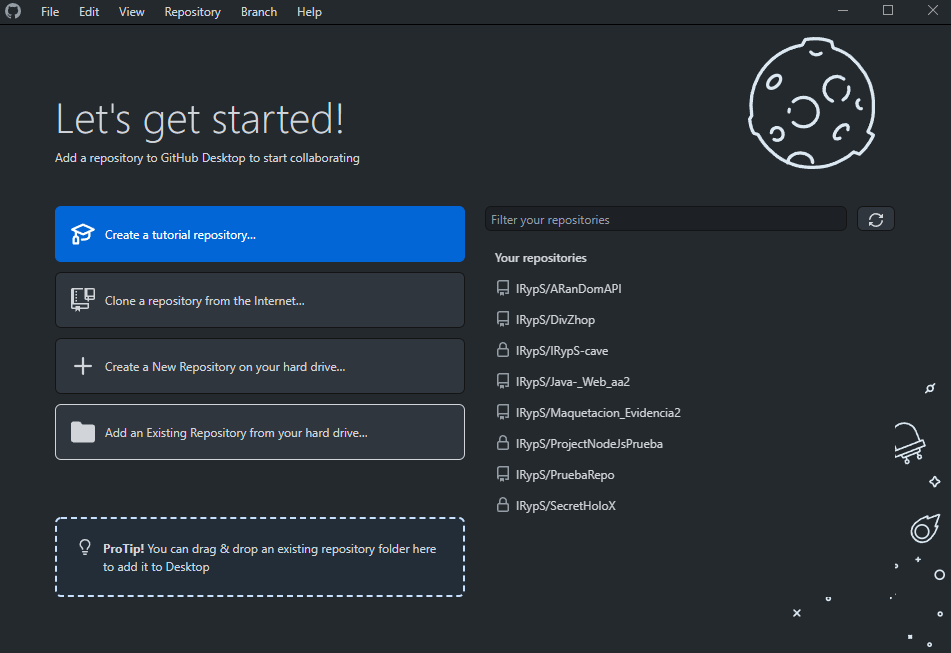 File Edit View Repository Branch Help
Let's get started!
Add a repository to GitHub Desktop to start collaborating
Create a tutorial repository...
Clone a repository from the Internet...
Create a New Repository on your hard drive...
Add an Existing Repository from your hard drive...
ProTip! You can drag & drop an existing repository folder here
to add it to Desktop
Filter your repositories
Your repositories
IRypS/ARanDomAPI
IRypS/DivZhop
IRypS/IRypS-cave
IRypS/Java-_Web_aa2
IRypS/Maquetacion_Evidencia2
IRypS/ProjectNodeJsPrueba
IRypS/PruebaRepo
IRypS/SecretHoloX